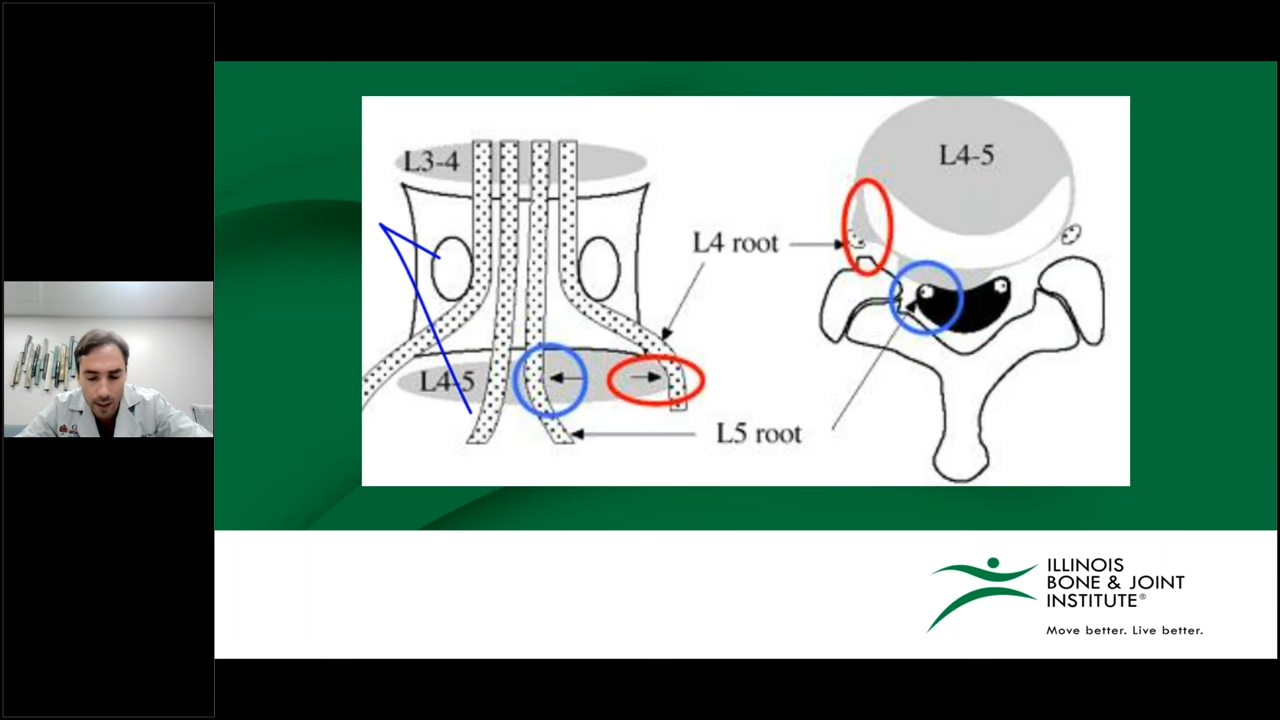 L3-4
L4-5
L4 root
L4-5
L5 root
ILLINOIS
BONE & JOINT
INSTITUTE®
Move better. Live better.